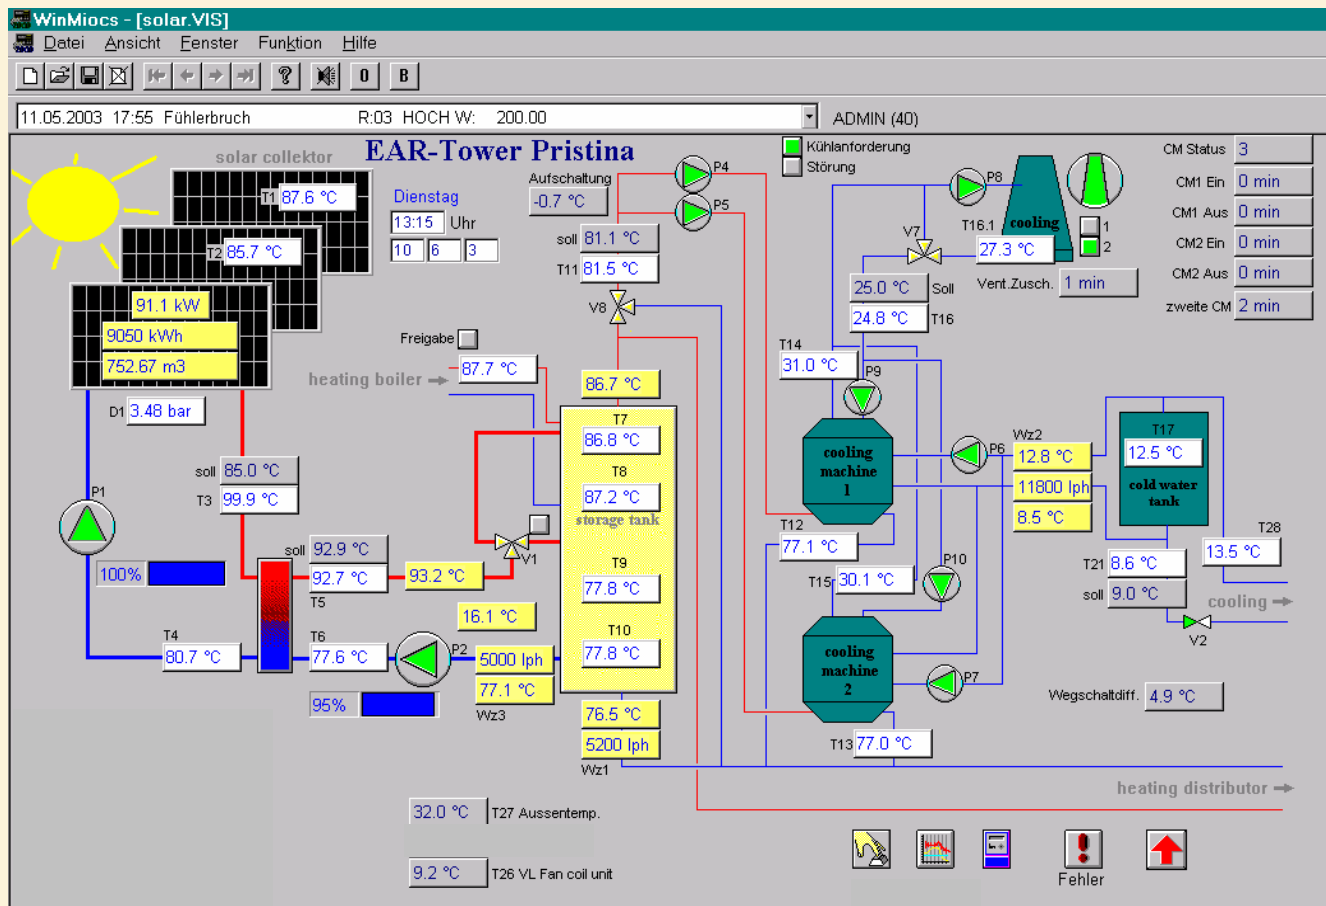 WinMiocs - [solar.VIS]
Datei Ansicht Fenster Funktion Hilfe
? 0 B
11.05.2003 17:55 Fühlerbruch R:03 HOCH W: 200.00
ADMIN (40)
EAR-Tower Pristina
solar collektor
T1 87.6 °C
T2 85.7 °C
91.1 kW
9050 kWh
752.67 m3
D1 3.48 bar
Dienstag
13:15 Uhr
10 6 3
Aufschaltung
-0.7 °C
soll 81.1 °C
T11 81.5 °C
V8
P4
P5
Kühlanforderung
Störung
P8
cooling
T16.1
27.3 °C
1
2
V7
Vent.Zusch. 1 min
25.0 °C Soll
24.8 °C T16
CM Status 3
CM1 Ein 0 min
CM1 Aus 0 min
CM2 Ein 0 min
CM2 Aus 0 min
zweite CM 2 min
Freigabe
heating boiler
87.7 °C
86.7 °C
T7
86.8 °C
T8
87.2 °C
storage tank
T9
77.8 °C
T10
77.8 °C
76.5 °C
5200 lph
Wz1
soll 85.0 °C
T3 99.9 °C
P1
100%
soll 92.9 °C
92.7 °C
T5
93.2 °C
V1
16.1 °C
T4
80.7 °C
T6
77.6 °C
P2
95%
5000 lph
77.1 °C
Wz3
T14
31.0 °C
P9
cooling
machine
1
P6
T12
77.1 °C
T15 30.1 °C
P10
cooling
machine
2
P7
T13 77.0 °C
Wz2
12.8 °C
11800 lph
8.5 °C
T17
12.5 °C
cold water
tank
T28
13.5 °C
T21 8.6 °C
soll 9.0 °C
cooling
V2
Wegschaltdiff. 4.9 °C
heating distributor
32.0 °C T27 Aussentemp.
9.2 °C T26 VL Fan coil unit
Fehler